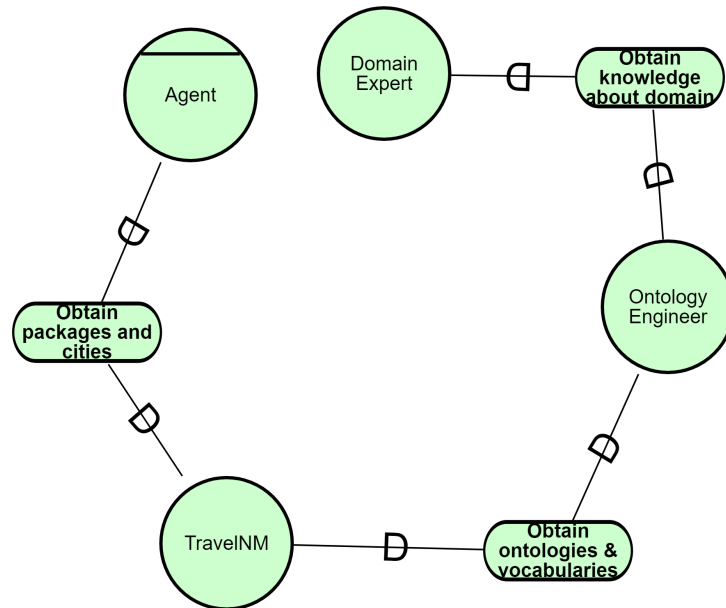 Agent
Domain
Expert
Obtain
knowledge
about domain
Obtain
packages and
cities
Ontology
Engineer
TravelNM
Obtain
ontologies &
vocabularies